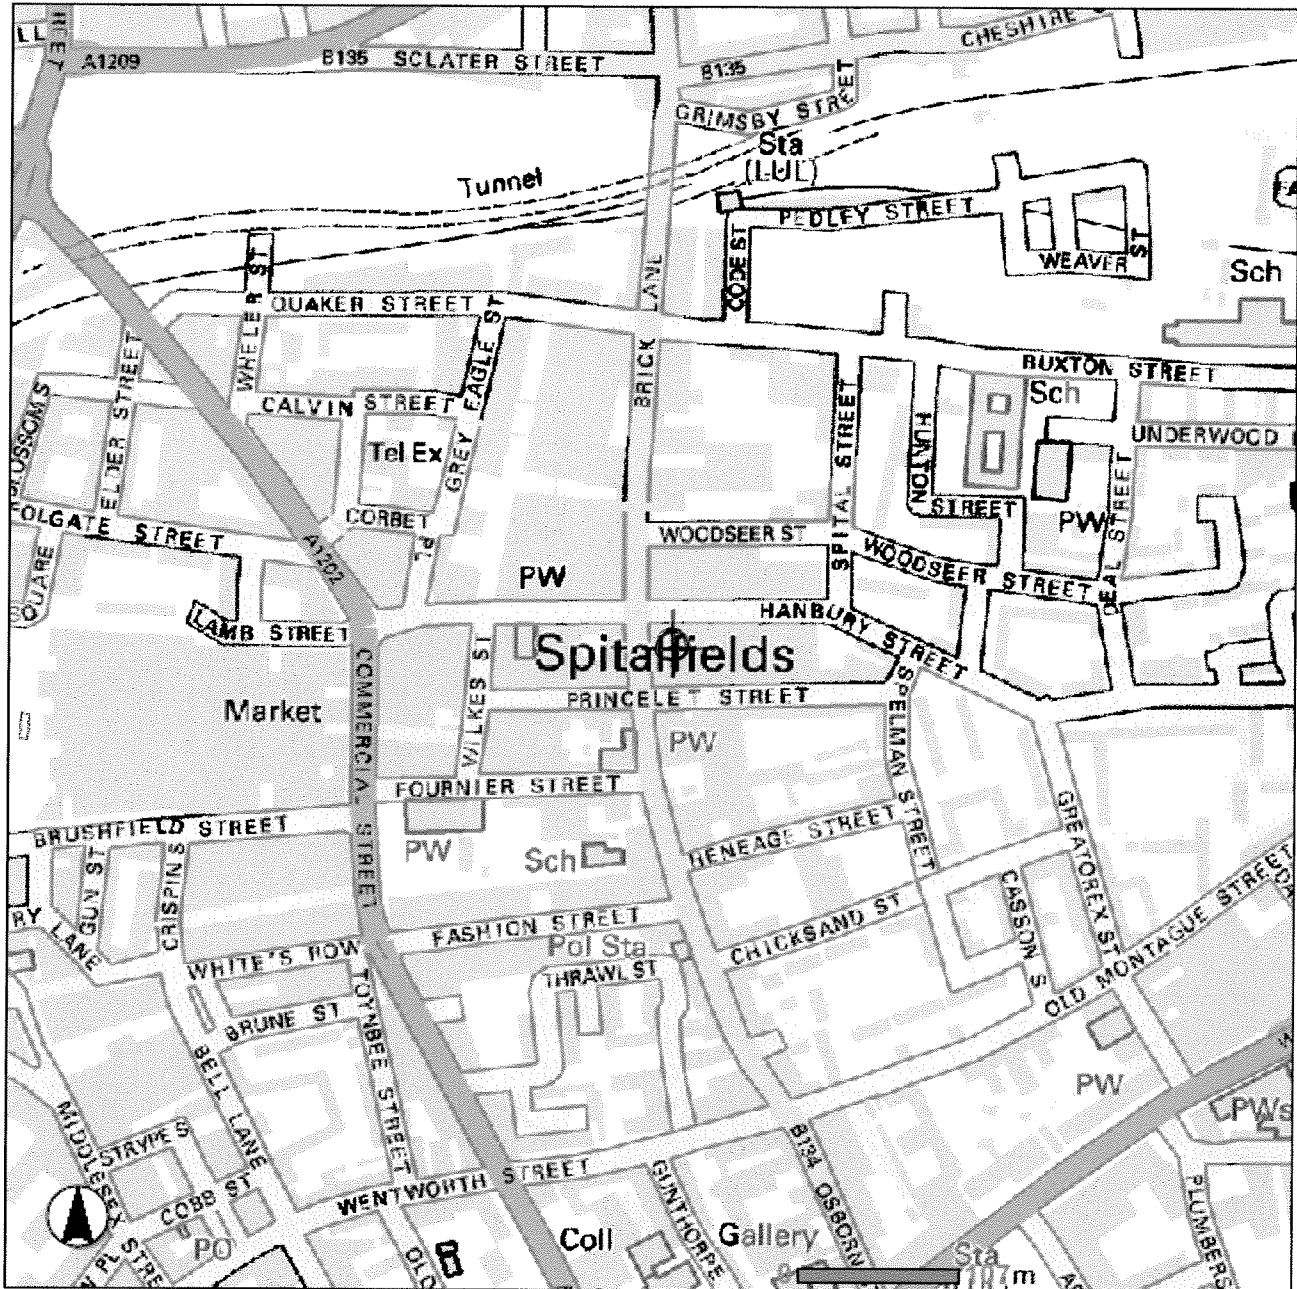 A1209
B135 SCLATER STREET
B135
CHESHIRE
GRIMSBY STREET
Sta
(LUL)
Tunnel
PEDLEY STREET
WEAVER ST
CODE ST
Sch
WHELER ST
QUAKER STREET
GREY EAGLE ST
BRICK LANE
BUXTON STREET
Sch
ELDER STREET
BLOSSOMS
CALVIN STREET
Tel Ex
SPITAL STREET
HUNTON
STREET
UNDERWOOD
PW
DEAL STREET
FOLGATE STREET
SQUARE
CORBET
PL
A1202
WOODSEER ST
WOODSEER STREET
PW
LAMB STREET
HANBURY STREET
Spitalfields
WILKES ST
PRINCELET STREET
SPELMAN STREET
Market
COMMERCIAL STREET
PW
FOURNIER STREET
GREATOREX ST
BRUSHFIELD STREET
GUN ST
CRISPIN S
PW
Sch
HENEAGE STREET
CASSON S
OLD MONTAGUE STREET
RY LANE
FASHION STREET
CHICKSAND ST
WHITE'S ROW
Pol Sta
THRAWL ST
BRUNE ST
TOYNBEE STREET
BELL LANE
PW
PWs
MIDDLESEX STRE
STRYPE S
COBB ST
WENTWORTH STREET
B134 OSBORN
GUNTHORPE
PLUMBERS
PO
OLD
Coll
Gallery
Sta
m